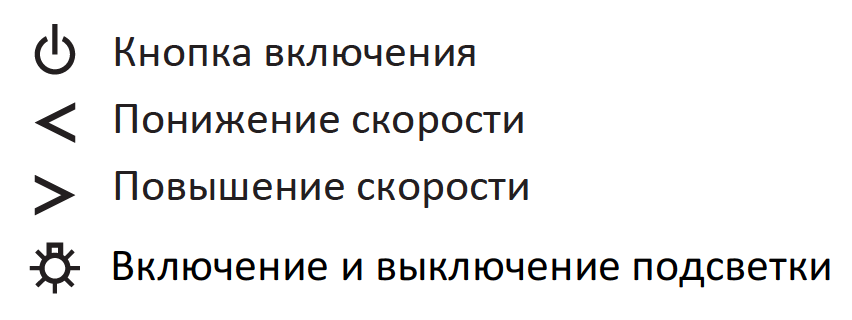 Кнопка включения
< Понижение скорости
> Повышение скорости
Включение и выключение подсветки